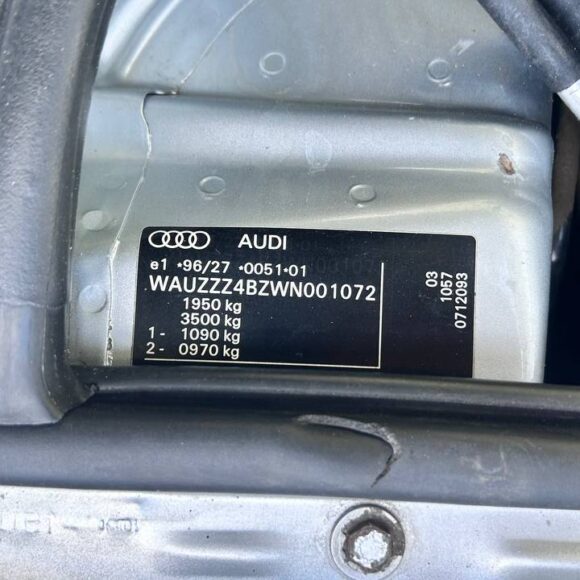 AUDI
e1 *96/27 *0051*01
WAUZZZ4BZWN001072
1950 kg
3500 kg
1 - 1090 kg
2 - 0970 kg
03
1057
0712093